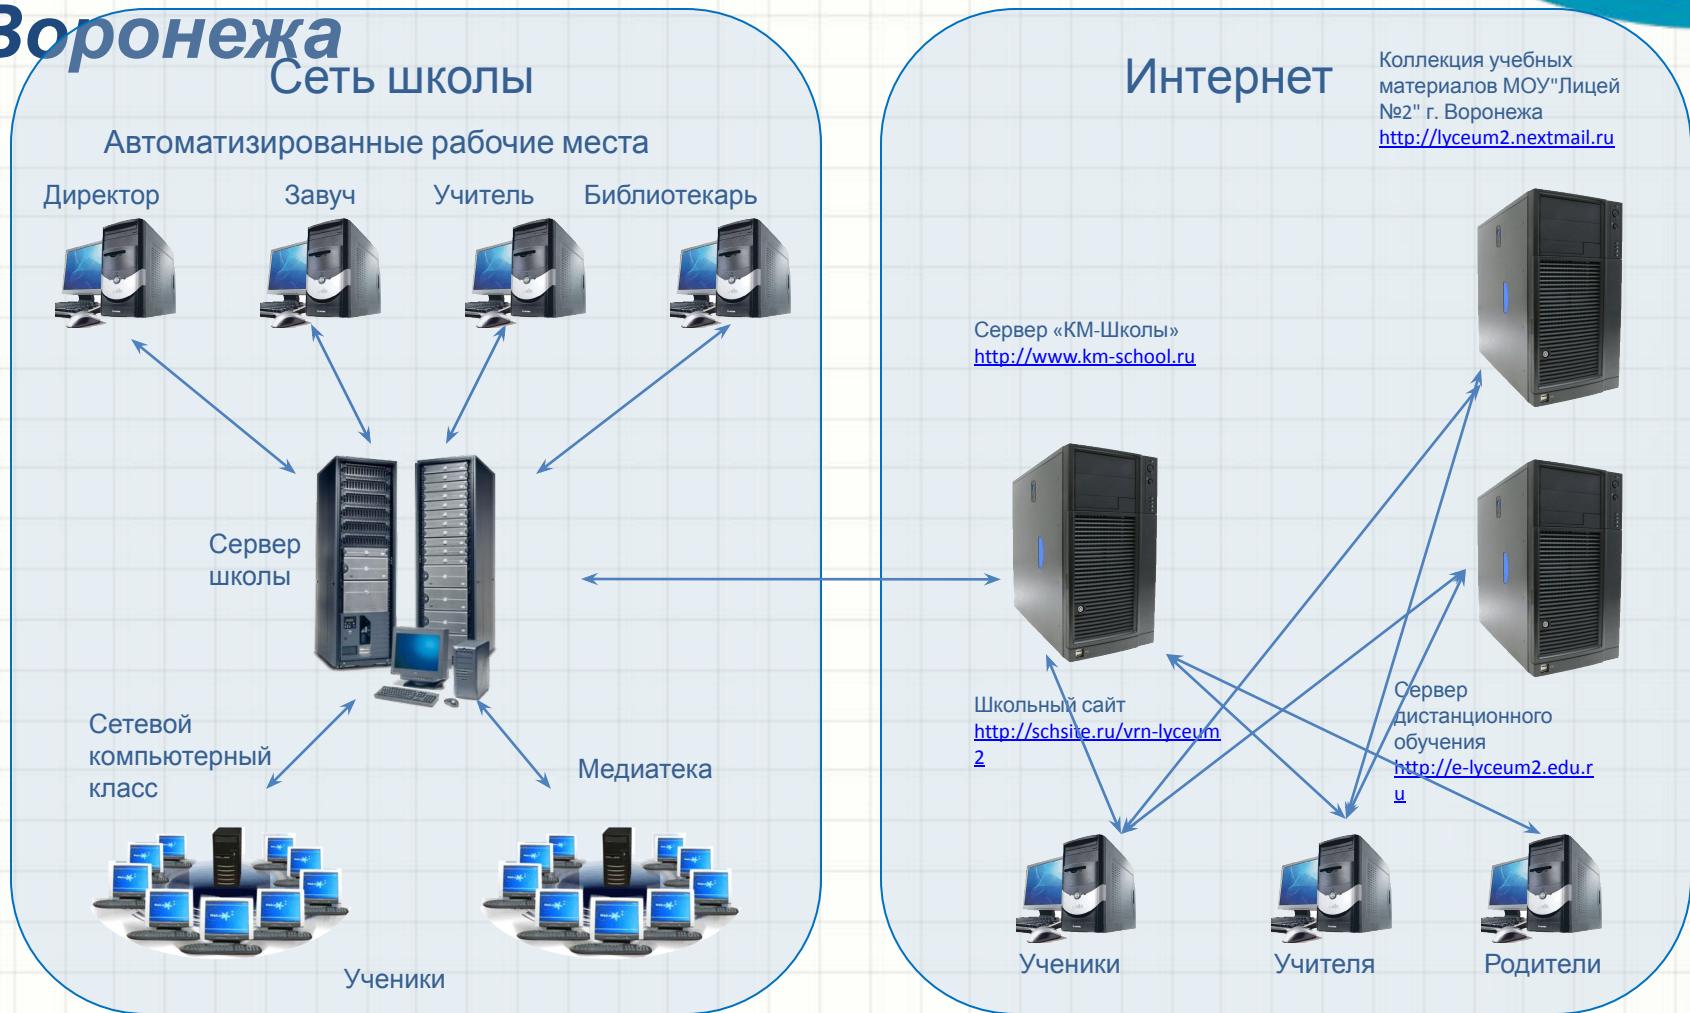 Воронежа
Сеть школы
Автоматизированные рабочие места
Директор
Завуч
Учитель
Библиотекарь
Сервер
школы
Сетевой
компьютерный
класс
Медиатека
Ученики
Интернет
Коллекция учебных
материалов МОУ"Лицей
№2" г. Воронежа
http://lyceum2.nextmail.ru
Сервер «КМ-Школы»
http://www.km-school.ru
Школьный сайт
http://schsite.ru/vrn-lyceum
2
Сервер
дистанционного
обучения
http://e-lyceum2.edu.r
u
Ученики
Учителя
Родители